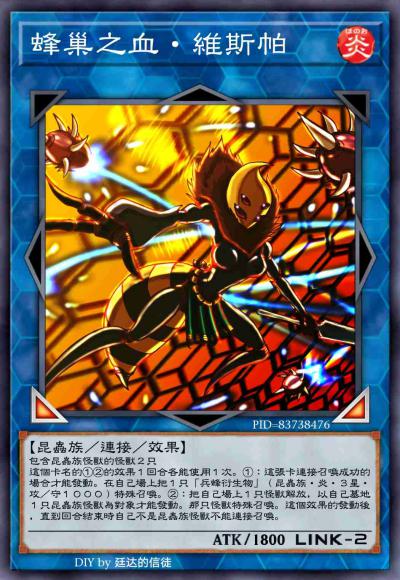 蜂巢之血・維斯帕
ほのお
炎
PID=83738476
【昆蟲族／連接／效果】
包含昆蟲族怪獸的怪獸２只
這個卡名的①②的效果１回合各能使用１次。①：這張卡連接召喚成功的
場合才能發動。在自己場上把１只「兵蜂衍生物」（昆蟲族・炎・３星・
攻／守１０００）特殊召喚。②：把自己場上１只怪獸解放，以自己墓地
１只昆蟲族怪獸為對象才能發動。那只怪獸特殊召喚。這個效果的發動後
，直到回合結束時自己不是昆蟲族怪獸不能連接召喚。
ATK/1800 LINK-2
DIY by 廷达的信徒